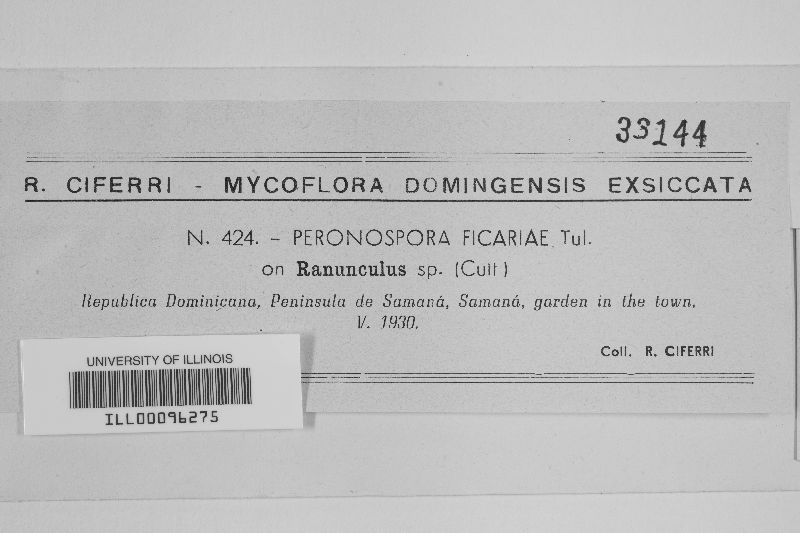 33144
R. CIFERRI - MYCOFLORA DOMINGENSIS EXSICCATA
N. 424. - PERONOSPORA FICARIAE Tul.
on Ranunculus sp. (Cult)
Republica Dominicana, Peninsula de Samaná, Samaná, garden in the town.
V. 1930.
Coll. R. CIFERRI
UNIVERSITY OF ILLINOIS
ILL00096275